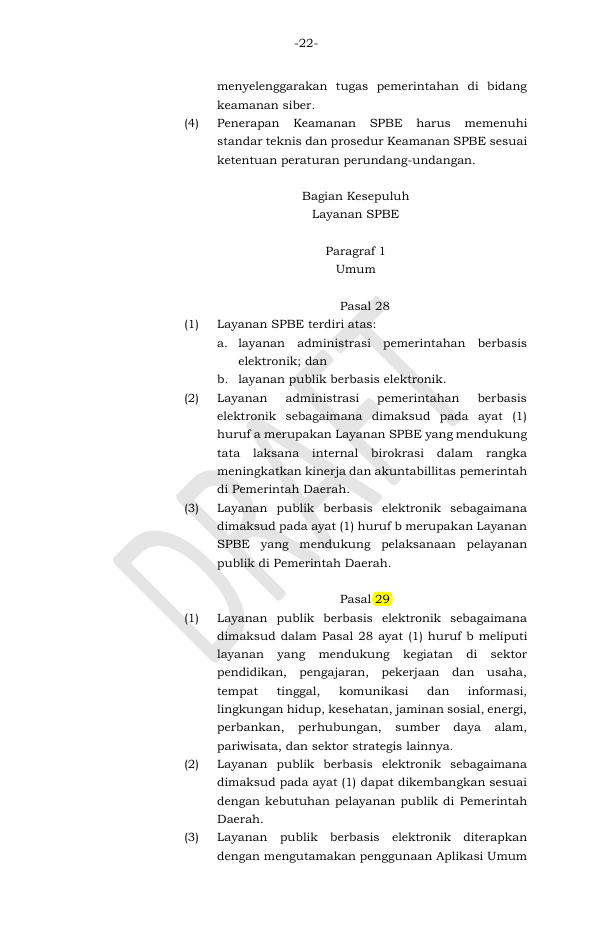 -22-
menyelenggarakan tugas pemerintahan di bidang
keamanan siber.
(4) Penerapan Keamanan SPBE harus memenuhi
standar teknis dan prosedur Keamanan SPBE sesuai
ketentuan peraturan perundang-undangan.
Bagian Kesepuluh
Layanan SPBE
Paragraf 1
Umum
Pasal 28
(1) Layanan SPBE terdiri atas:
a. layanan administrasi pemerintahan berbasis
elektronik; dan
b. layanan publik berbasis elektronik.
(2) Layanan administrasi pemerintahan berbasis
elektronik sebagaimana dimaksud pada ayat (1)
huruf a merupakan Layanan SPBE yang mendukung
tata laksana internal birokrasi dalam rangka
meningkatkan kinerja dan akuntabillitas pemerintah
di Pemerintah Daerah.
(3) Layanan publik berbasis elektronik sebagaimana
dimaksud pada ayat (1) huruf b merupakan Layanan
SPBE yang mendukung pelaksanaan pelayanan
publik di Pemerintah Daerah.
Pasal 29
(1) Layanan publik berbasis elektronik sebagaimana
dimaksud dalam Pasal 28 ayat (1) huruf b meliputi
layanan yang mendukung kegiatan di sektor
pendidikan, pengajaran, pekerjaan dan usaha,
tempat tinggal, komunikasi dan informasi,
lingkungan hidup, kesehatan, jaminan sosial, energi,
perbankan, perhubungan, sumber daya alam,
pariwisata, dan sektor strategis lainnya.
(2) Layanan publik berbasis elektronik sebagaimana
dimaksud pada ayat (1) dapat dikembangkan sesuai
dengan kebutuhan pelayanan publik di Pemerintah
Daerah.
(3) Layanan publik berbasis elektronik diterapkan
dengan mengutamakan penggunaan Aplikasi Umum
DRAFT